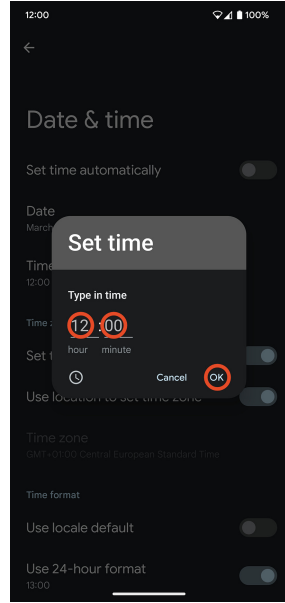 12:00 100%
Date & time
Set time automatically
Date
March
Set time
Time
12:00
Type in time
Time z
12 : 00
hour minute
Set t
Cancel OK
Use location to set time zone
Time zone
GMT+01:00 Central European Standard Time
Time format
Use locale default
Use 24-hour format
13:00